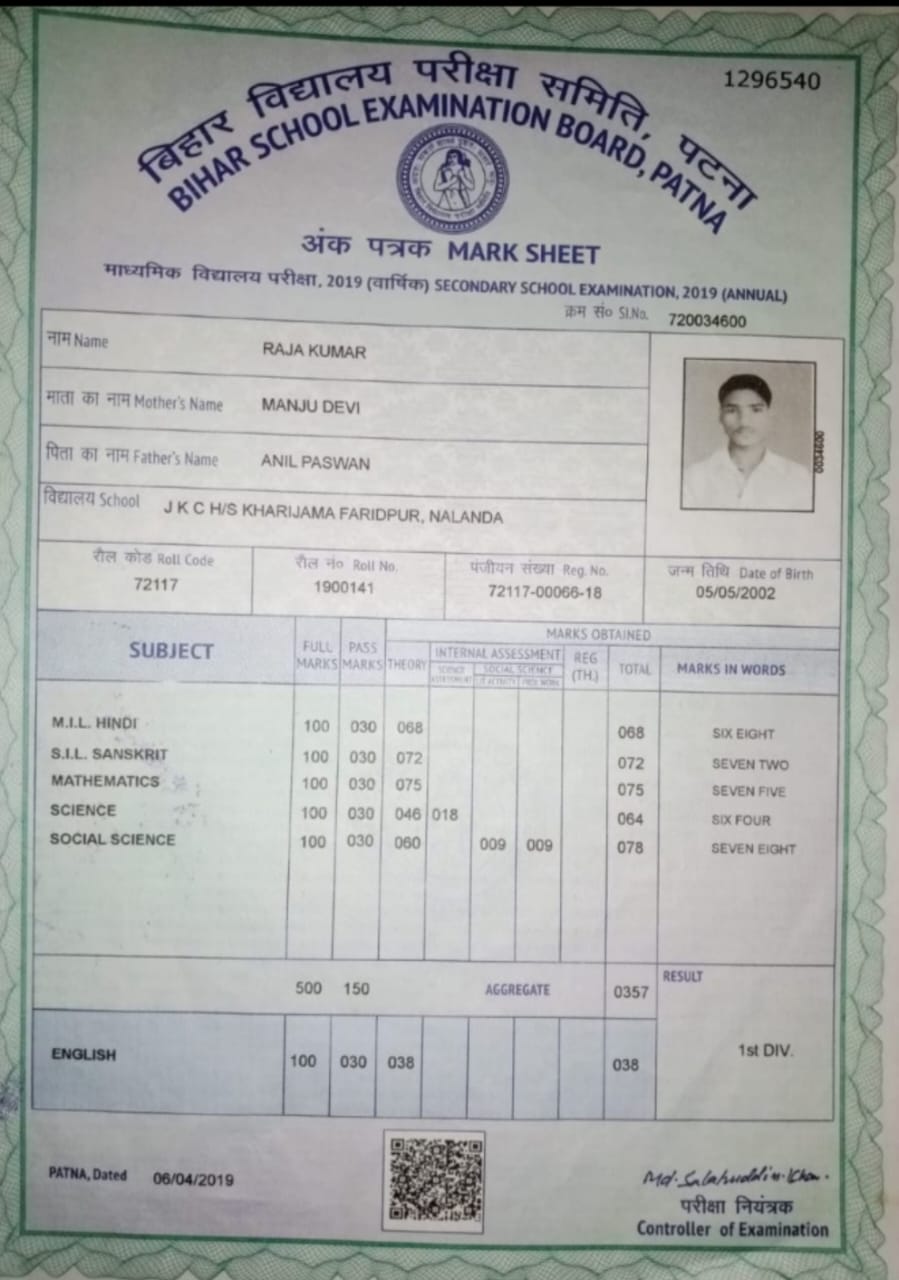 1296540
बिहार विद्यालय परीक्षा समिति, पटना
BIHAR SCHOOL EXAMINATION BOARD, PATNA
अंक पत्रक MARK SHEET
माध्यमिक विद्यालय परीक्षा, 2019 (वार्षिक) SECONDARY SCHOOL EXAMINATION, 2019 (ANNUAL)
क्रम सं० Sl.No. 720034600
नाम Name RAJA KUMAR
माता का नाम Mother's Name MANJU DEVI
पिता का नाम Father's Name ANIL PASWAN
विद्यालय School J K C H/S KHARIJAMA FARIDPUR, NALANDA
0034600
रौल कोड Roll Code रौल नं० Roll No. पंजीयन संख्या Reg. No. जन्म तिथि Date of Birth
72117 1900141 72117-00066-18 05/05/2002
SUBJECT FULL MARKS PASS MARKS MARKS OBTAINED
THEORY INTERNAL ASSESSMENT REG (TH.) TOTAL MARKS IN WORDS
SCIENCE SOCIAL SCIENCE
M.I.L. HINDI 100 030 068 068 SIX EIGHT
S.I.L. SANSKRIT 100 030 072 072 SEVEN TWO
MATHEMATICS 100 030 075 075 SEVEN FIVE
SCIENCE 100 030 046 018 064 SIX FOUR
SOCIAL SCIENCE 100 030 060 009 009 078 SEVEN EIGHT
500 150 AGGREGATE 0357 RESULT
ENGLISH 100 030 038 038 1st DIV.
PATNA, Dated 06/04/2019
Md. Salahuddin Khan.
परीक्षा नियंत्रक
Controller of Examination